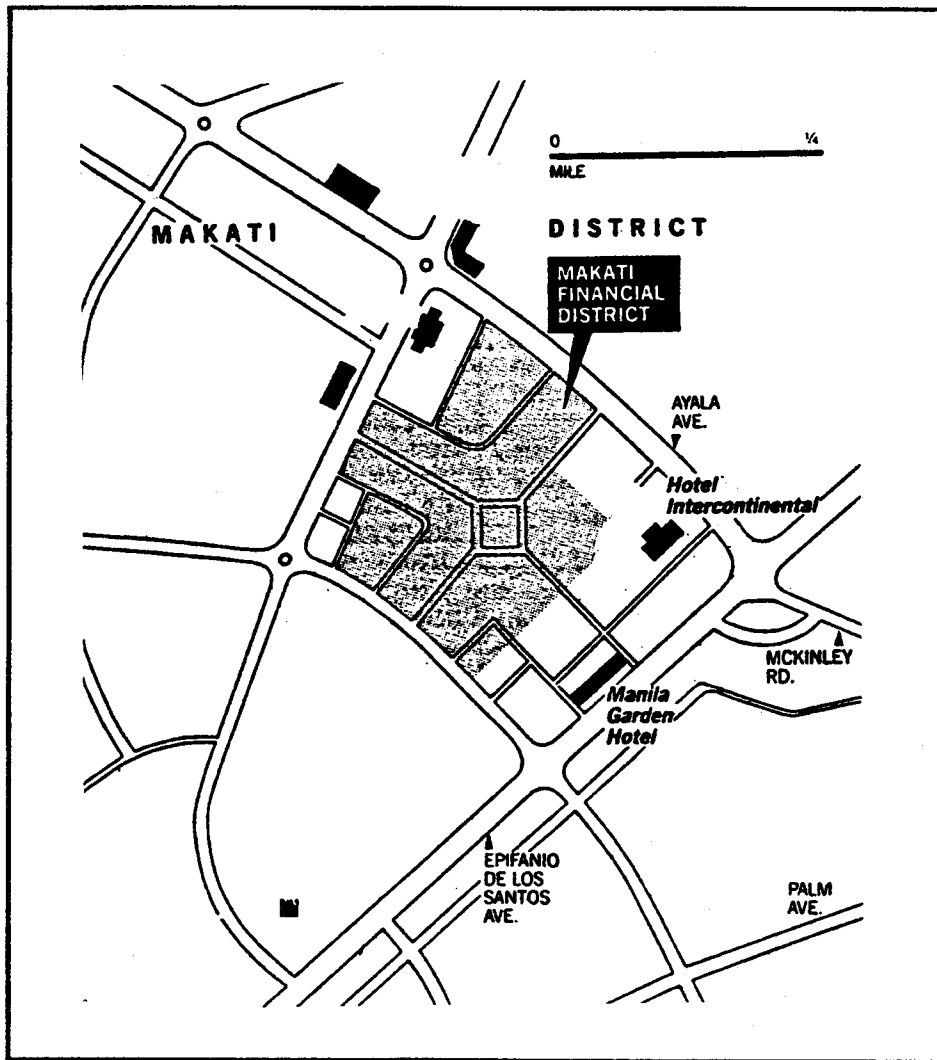 0 ¼
MILE
MAKATI
DISTRICT
MAKATI
FINANCIAL
DISTRICT
AYALA
AVE.
Hotel
Intercontinental
MCKINLEY
RD.
Manila
Garden
Hotel
EPIFANIO
DE LOS
SANTOS
AVE.
PALM
AVE.